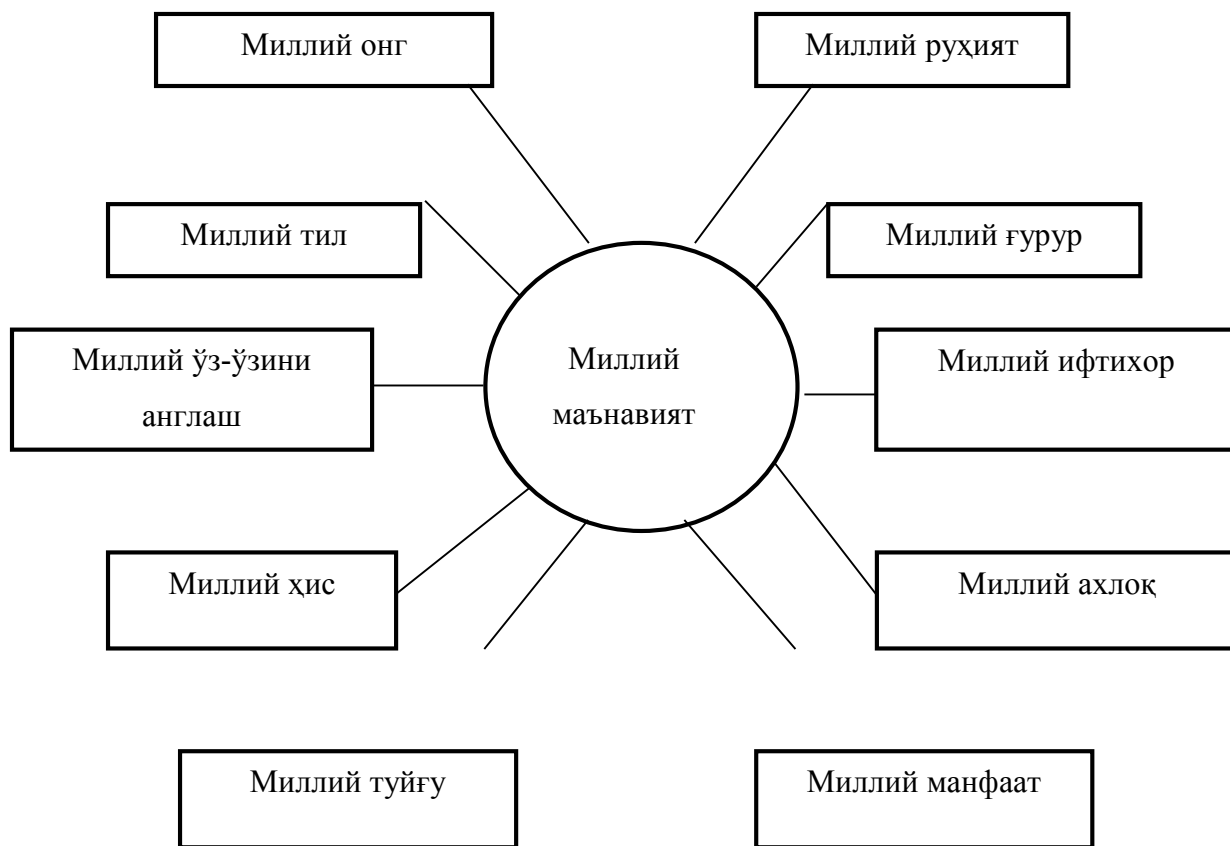 Миллий онг
Миллий руҳият
Миллий тил
Миллий ғурур
Миллий ўз-ўзини
англаш
Миллий
маънавият
Миллий ифтихор
Миллий ҳис
Миллий ахлоқ
Миллий туйғу
Миллий манфаат